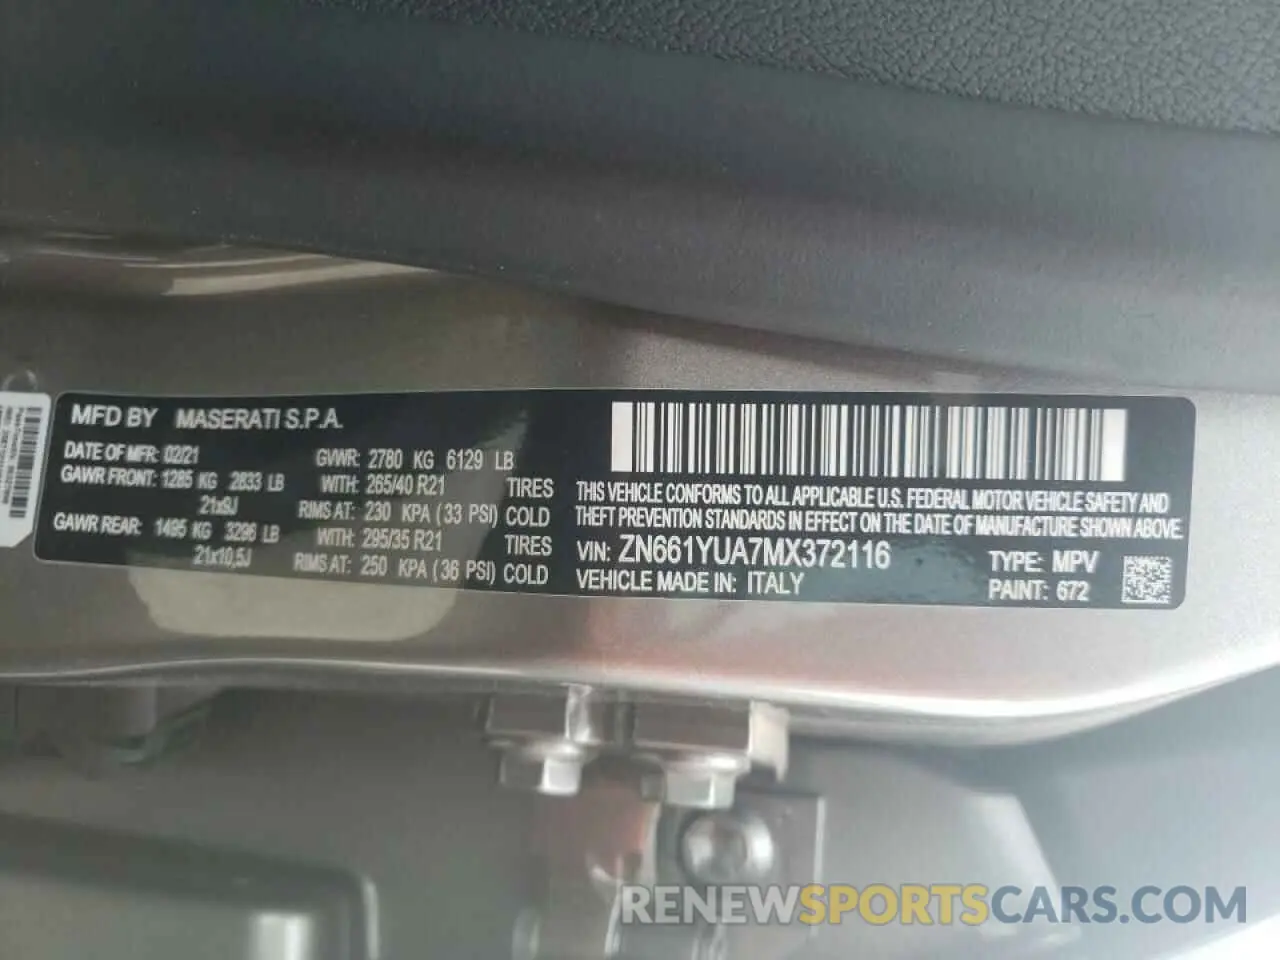 MFD BY MASERATI S.P.A.
DATE OF MFR: 02/21 GVWR: 2780 KG 6129 LB
GAWR FRONT: 1285 KG 2833 LB WITH: 265/40 R21 TIRES
21x9J RIMS AT: 230 KPA (33 PSI) COLD
GAWR REAR: 1495 KG 3296 LB WITH: 295/35 R21 TIRES
21x10,5J RIMS AT: 250 KPA (36 PSI) COLD
THIS VEHICLE CONFORMS TO ALL APPLICABLE U.S. FEDERAL MOTOR VEHICLE SAFETY AND
THEFT PREVENTION STANDARDS IN EFFECT ON THE DATE OF MANUFACTURE SHOWN ABOVE.
VIN: ZN661YUA7MX372116 TYPE: MPV
VEHICLE MADE IN: ITALY PAINT: 672
RENEWSPORTSCARS.COM